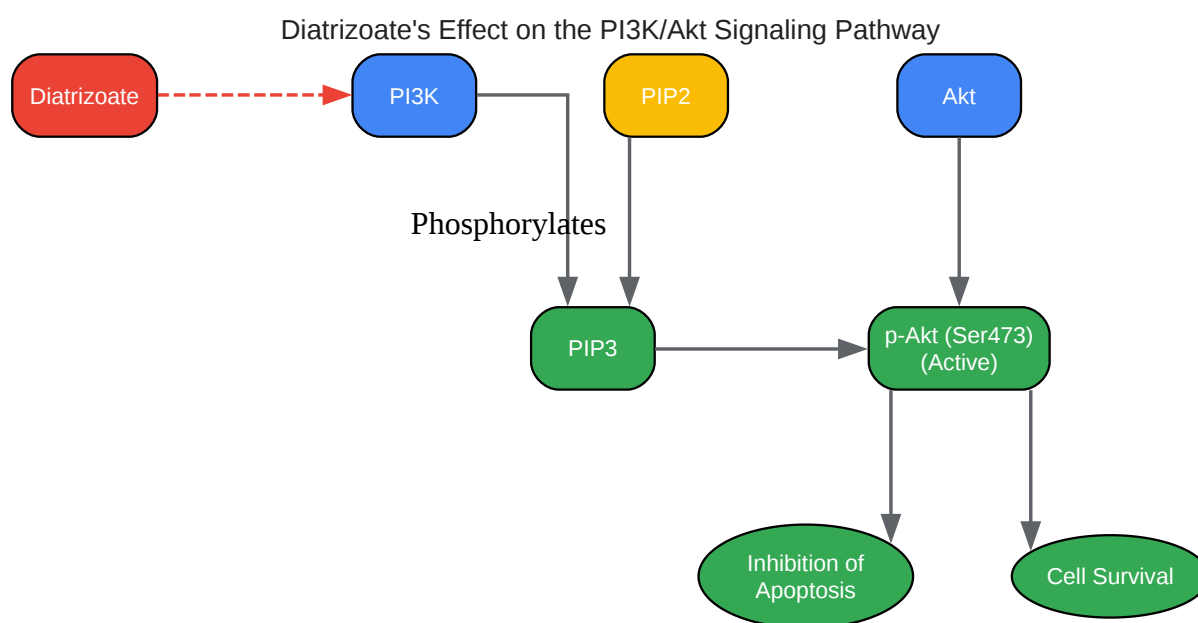 Diatrizoate's Effect on the PI3K/Akt Signaling Pathway
Diatrizoate
PI3K
PIP2
Akt
Phosphorylates
PIP3
p-Akt (Ser473)
(Active)
Inhibition of
Apoptosis
Cell Survival